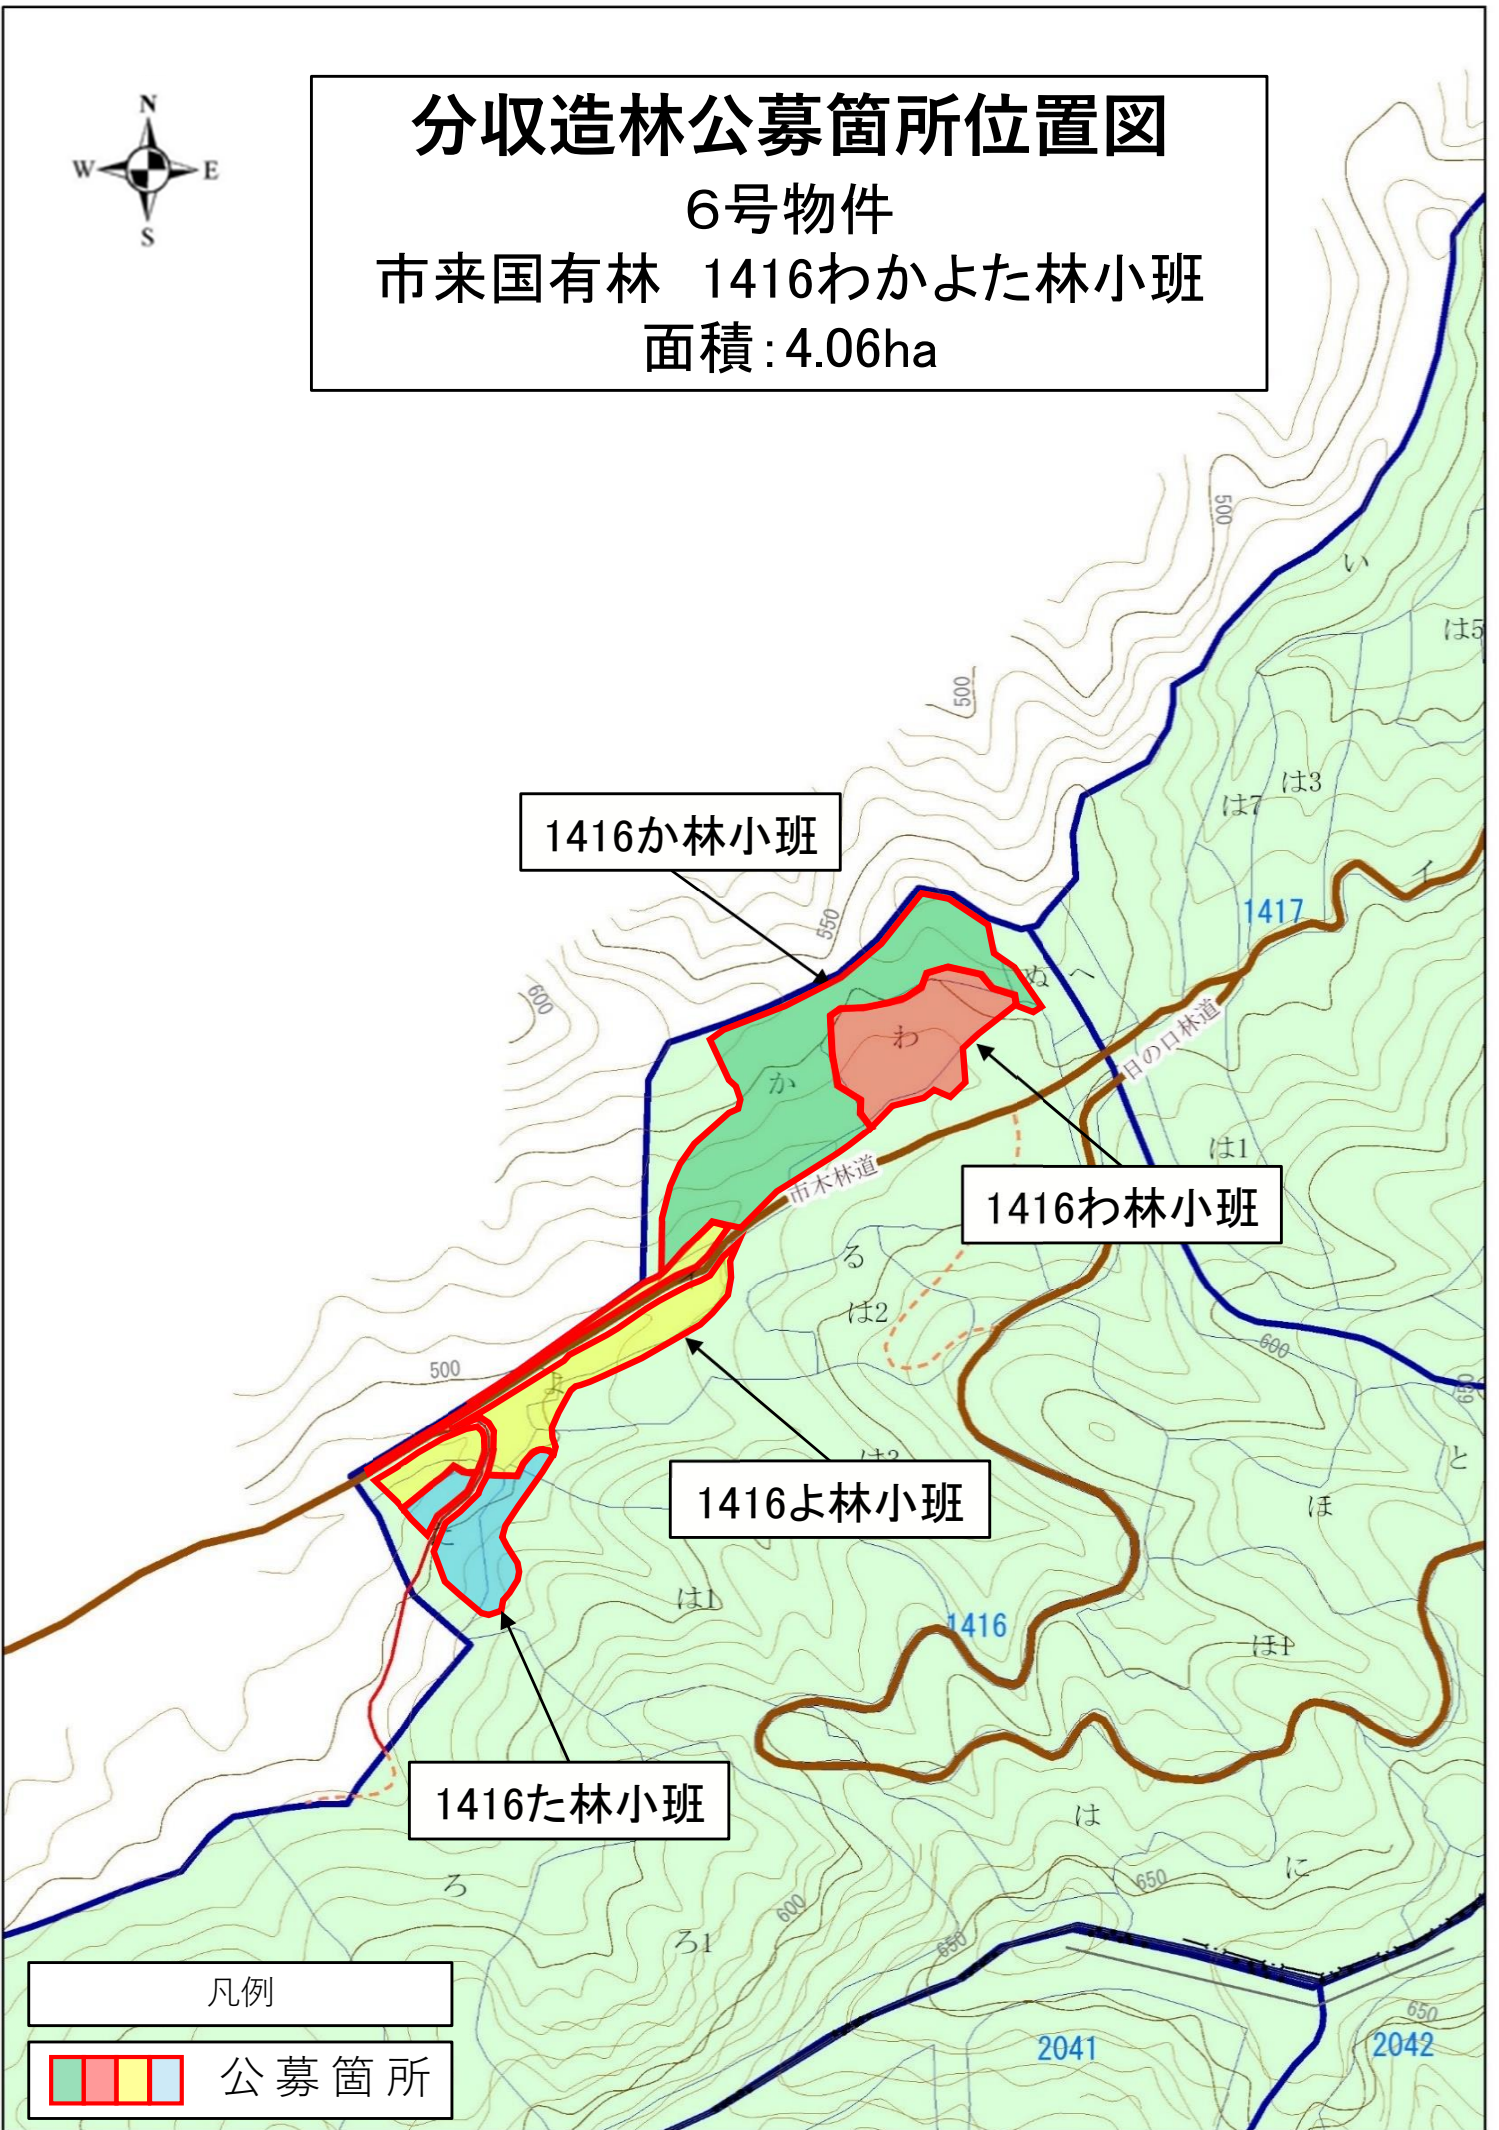 N
W E
S
分収造林公募箇所位置図
6号物件
市来国有林 1416わかよた林小班
面積:4.06ha
500
い
は5
500
は3
は7
イ
1416か林小班
1417
550
600
ぬ へ
わ
日の口林道
か
は1
市木林道
1416わ林小班
る
は2
600
500
650
よ
は2
と
1416よ林小班
ほ
た
は1
1416
ほ1
1416た林小班
は
に
650
ろ
600
ろ1
650
凡例
650
2041
2042
公募箇所